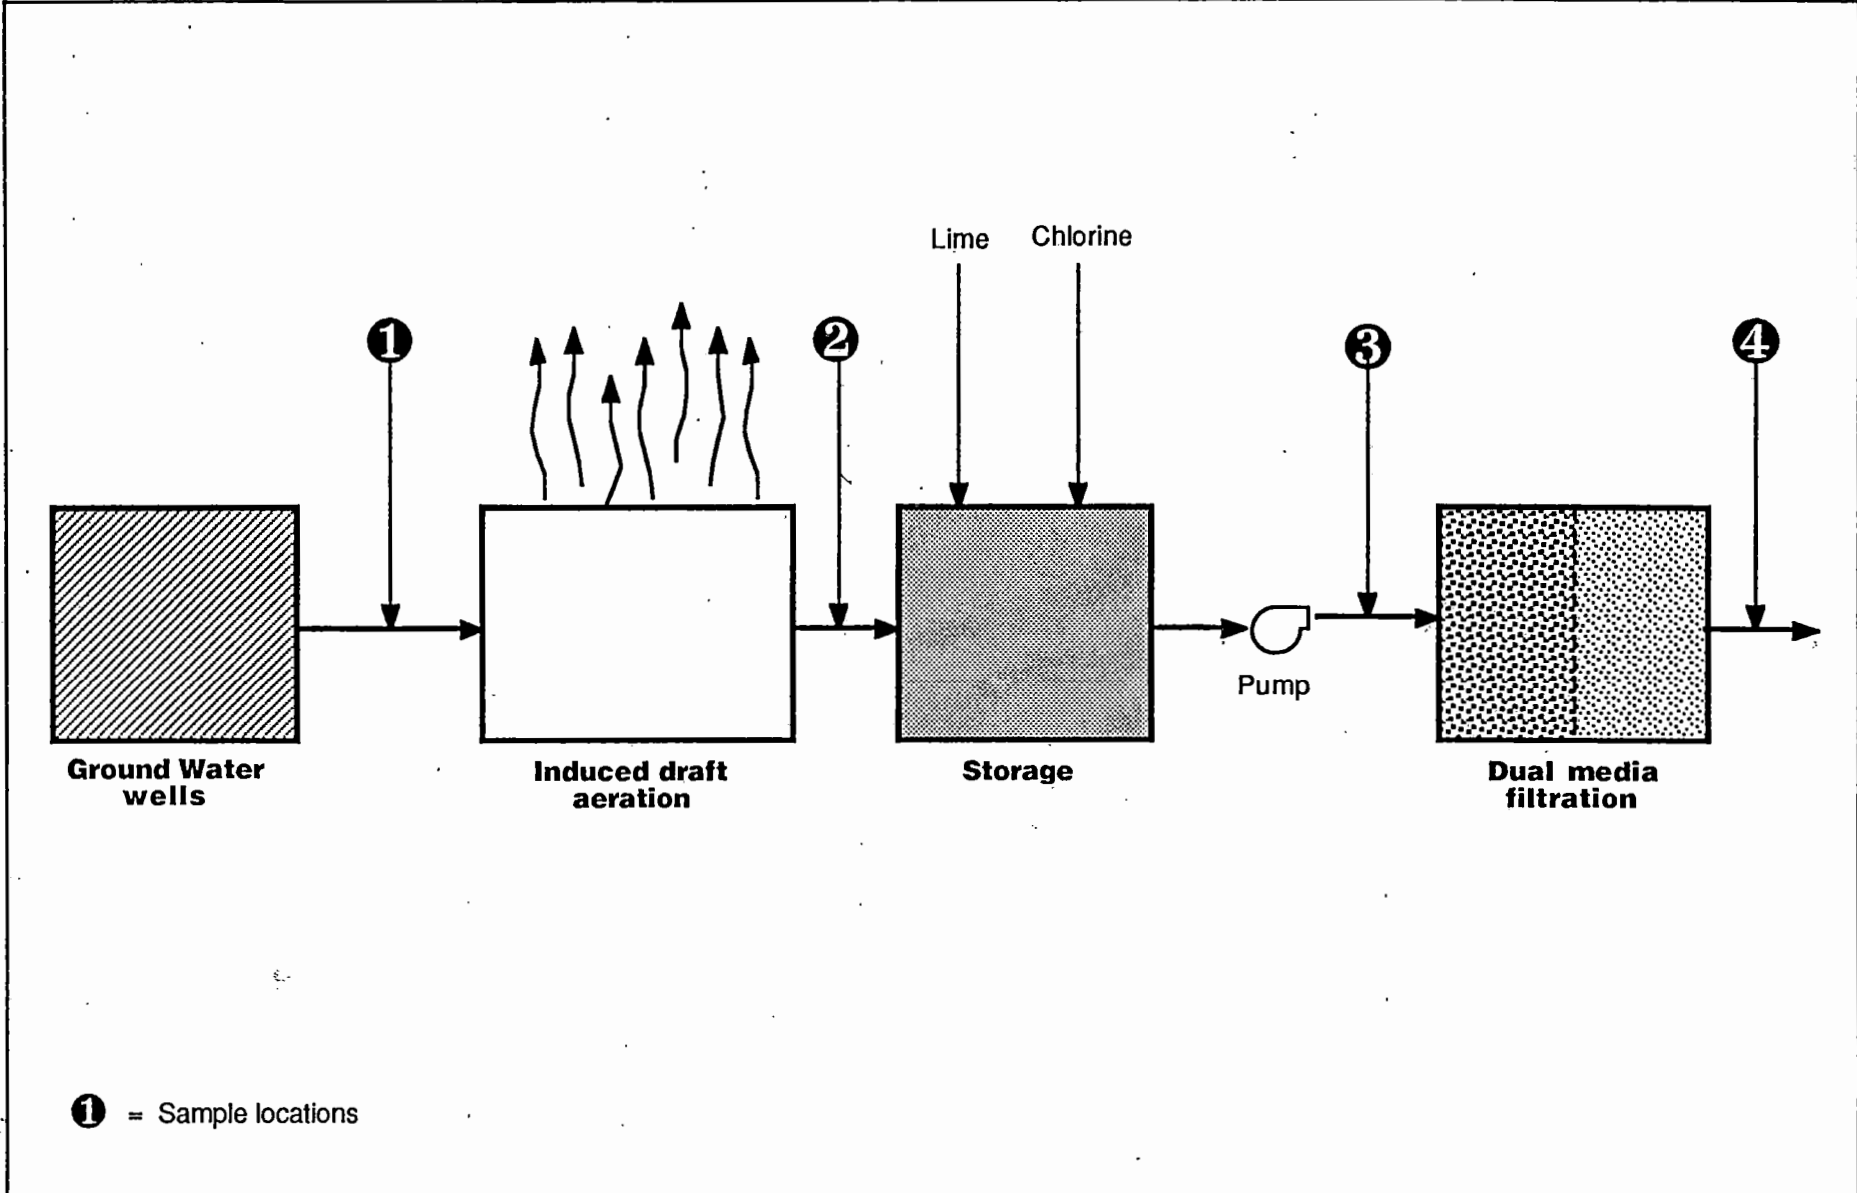 Lime Chlorine
1 2 3 4
Pump
Ground Water
wells
Induced draft
aeration
Storage
Dual media
filtration
1 = Sample locations